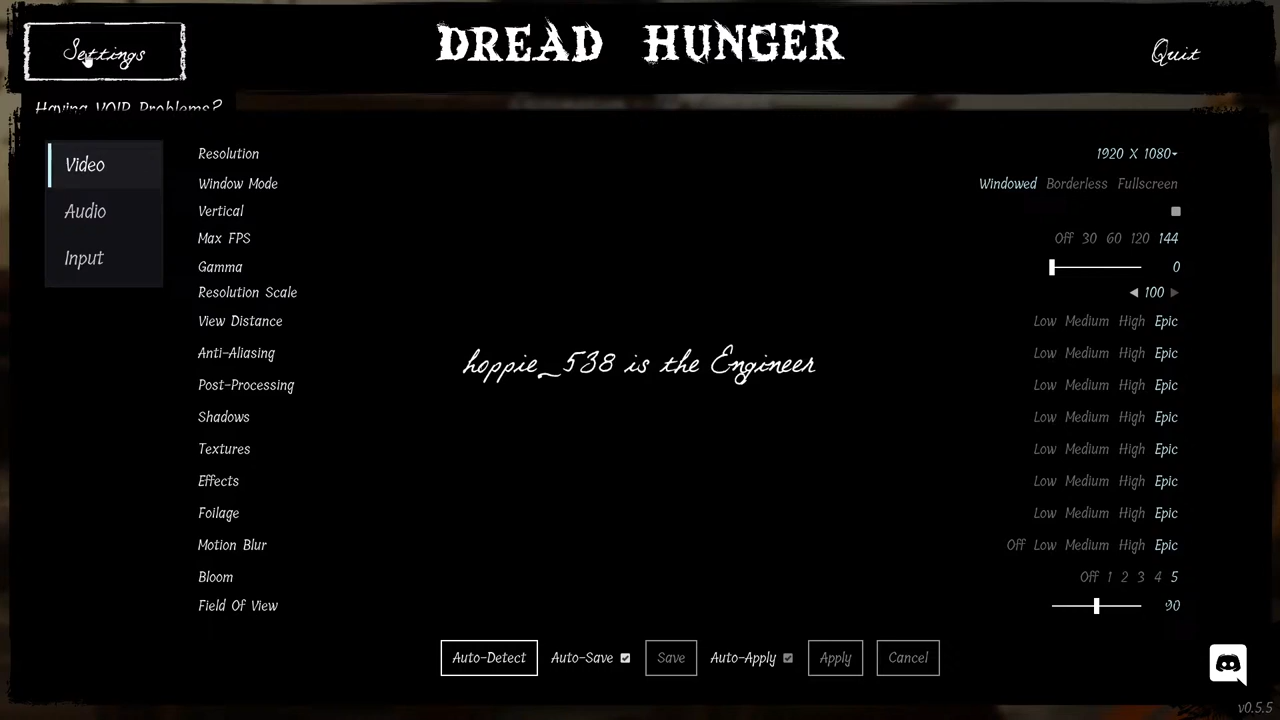 Settings
DREAD HUNGER
Quit
Having VOIP Problems?
Video
Audio
Input
Resolution 1920 X 1080
Window Mode Windowed Borderless Fullscreen
Vertical
Max FPS Off 30 60 120 144
Gamma 0
Resolution Scale 100
View Distance Low Medium High Epic
Anti-Aliasing Low Medium High Epic
hoppie_538 is the Engineer
Post-Processing Low Medium High Epic
Shadows Low Medium High Epic
Textures Low Medium High Epic
Effects Low Medium High Epic
Foilage Low Medium High Epic
Motion Blur Off Low Medium High Epic
Bloom Off 1 2 3 4 5
Field Of View 90
Auto-Detect Auto-Save Save Auto-Apply Apply Cancel
v0.5.5